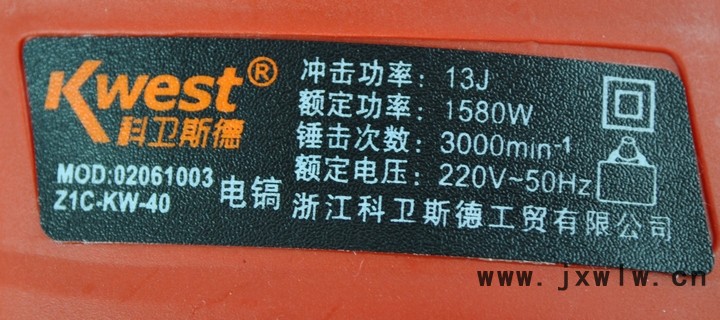 Kwest®
科卫斯德
MOD:02061003
Z1C-KW-40
电镐
冲击功率: 13J
额定功率: 1580W
锤击次数: 3000min⁻¹
额定电压: 220V~50Hz
浙江科卫斯德工贸有限公司
www.jxwlw.cn